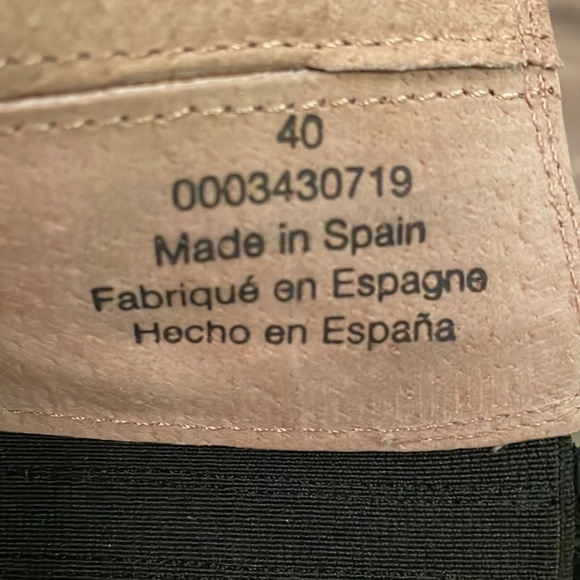 40
0003430719
Made in Spain
Fabriqué en Espagne
Hecho en España